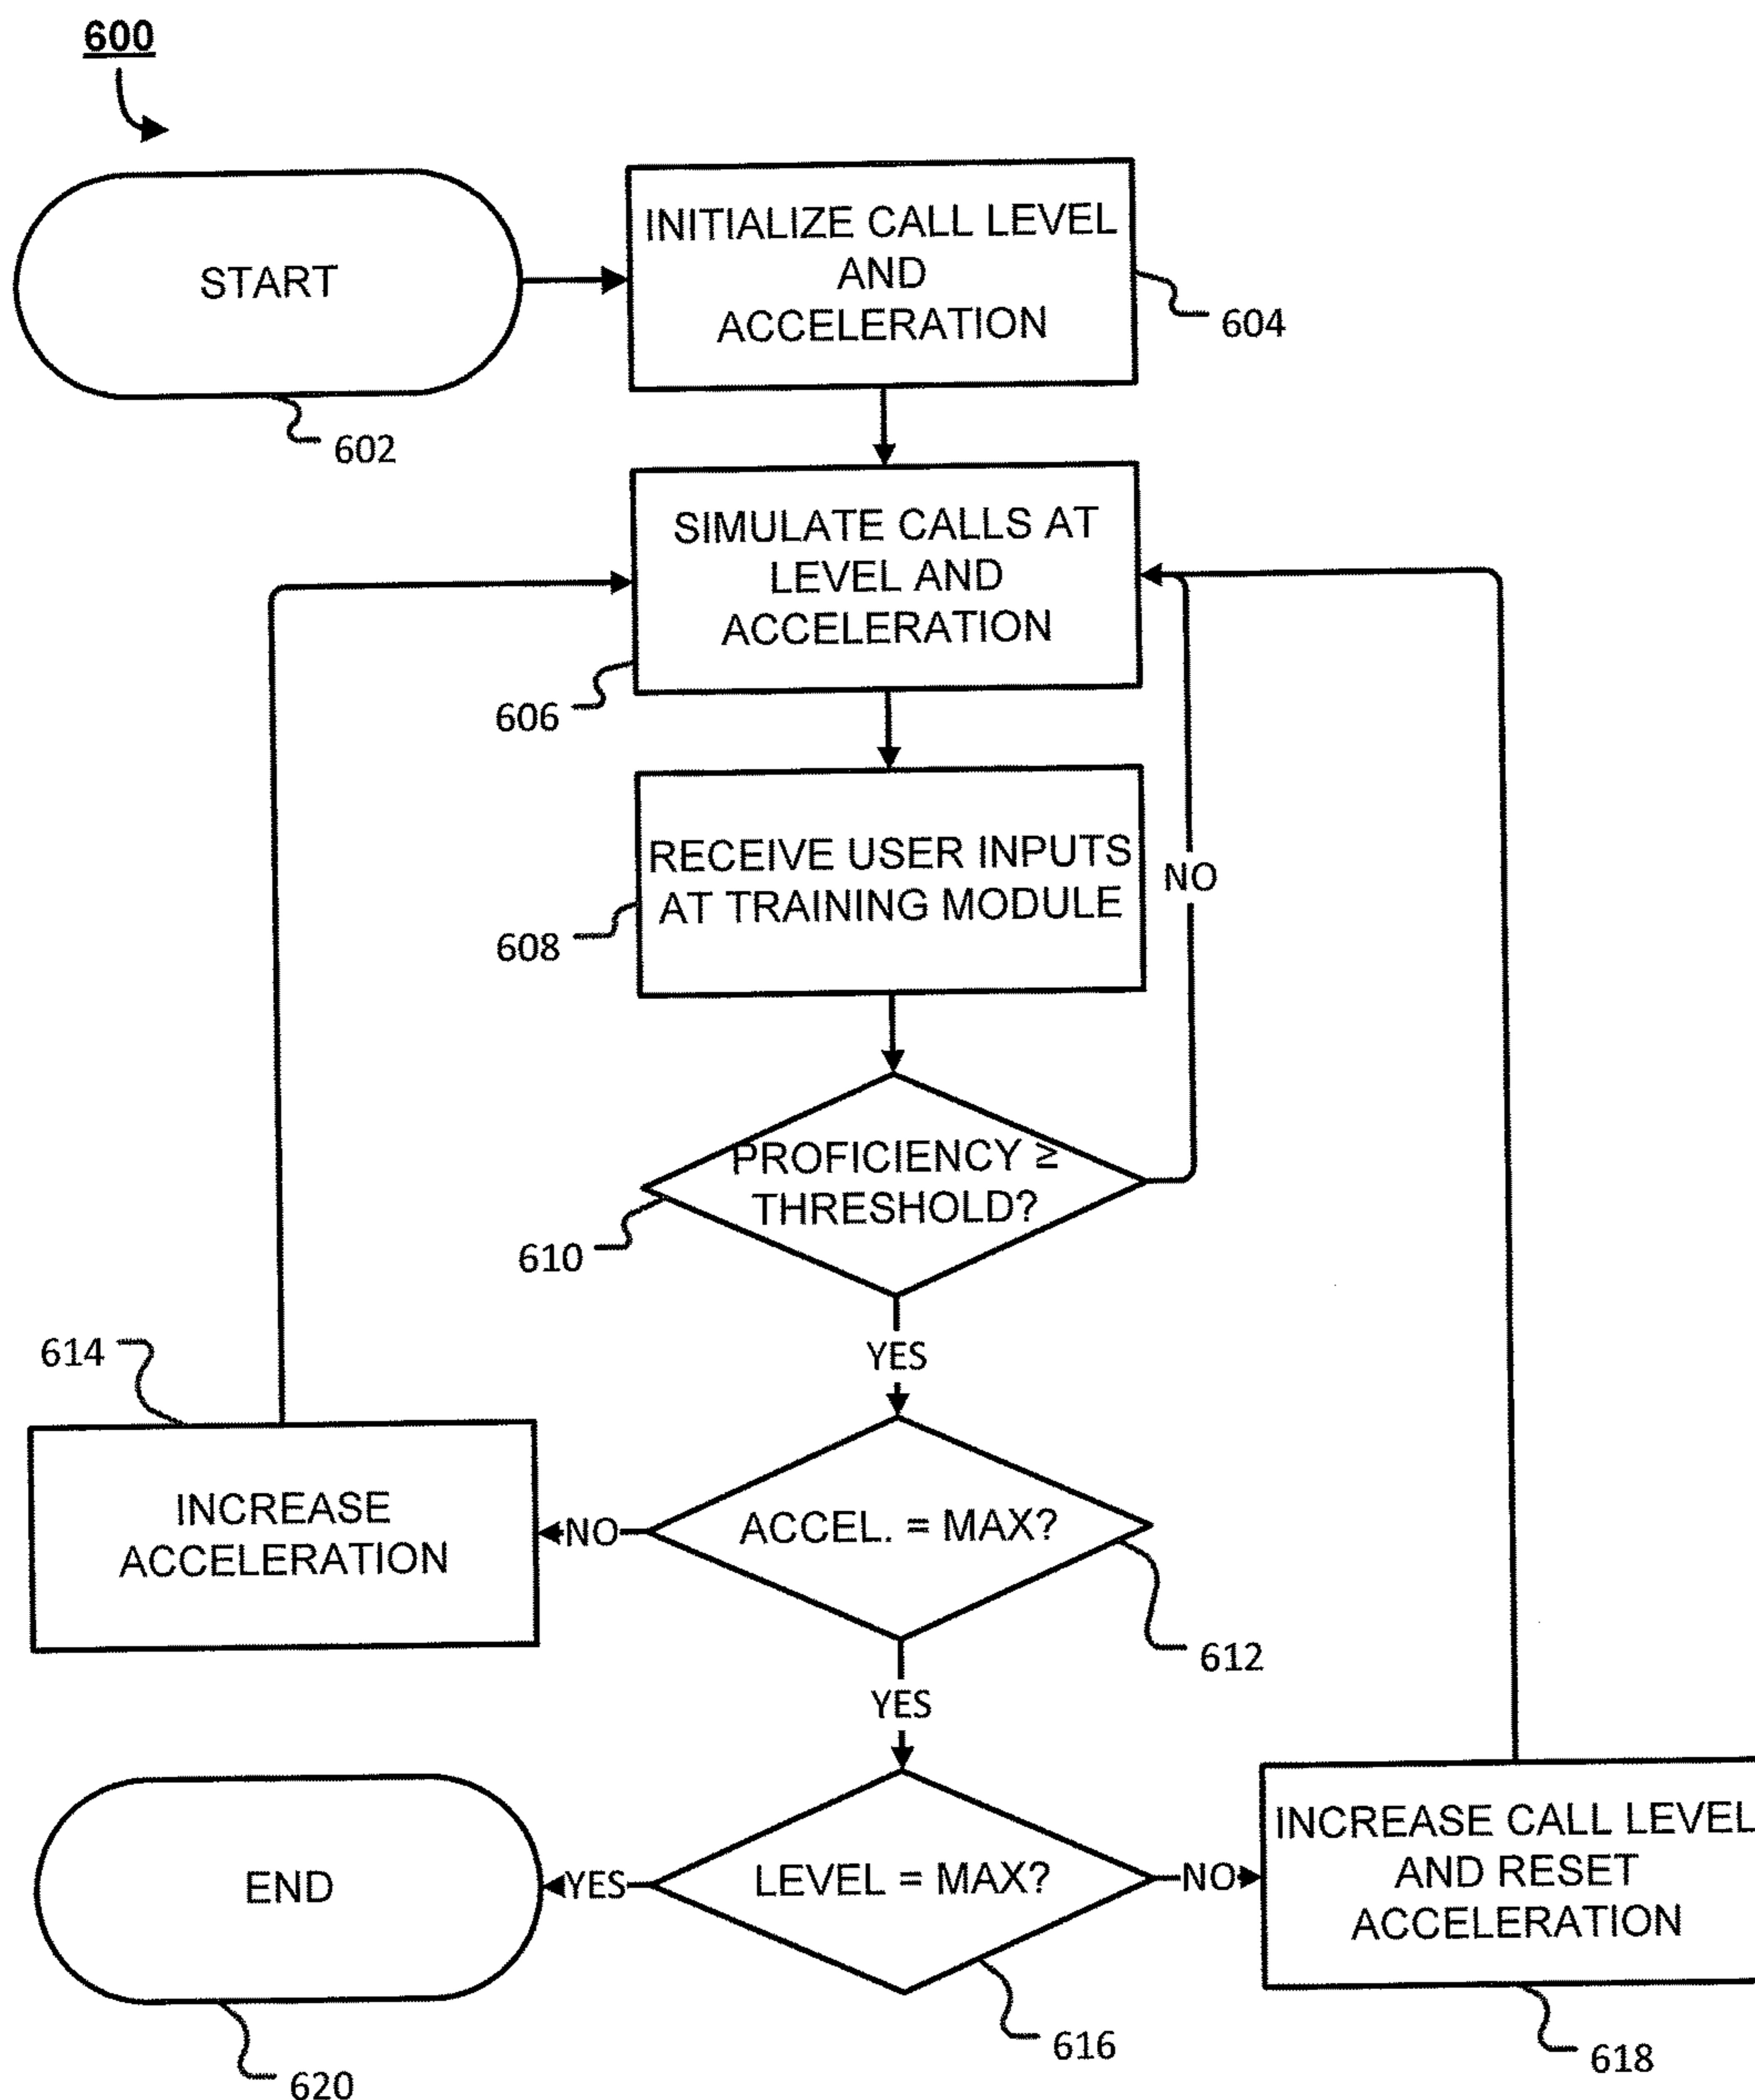 600
START
602
INITIALIZE CALL LEVEL
AND
ACCELERATION
604
SIMULATE CALLS AT
LEVEL AND
ACCELERATION
606
RECEIVE USER INPUTS
AT TRAINING MODULE
608
NO
PROFICIENCY ≥
THRESHOLD?
610
YES
614
INCREASE
ACCELERATION
NO
ACCEL. = MAX?
612
YES
END
620
YES
LEVEL = MAX?
616
NO
INCREASE CALL LEVEL
AND RESET
ACCELERATION
618